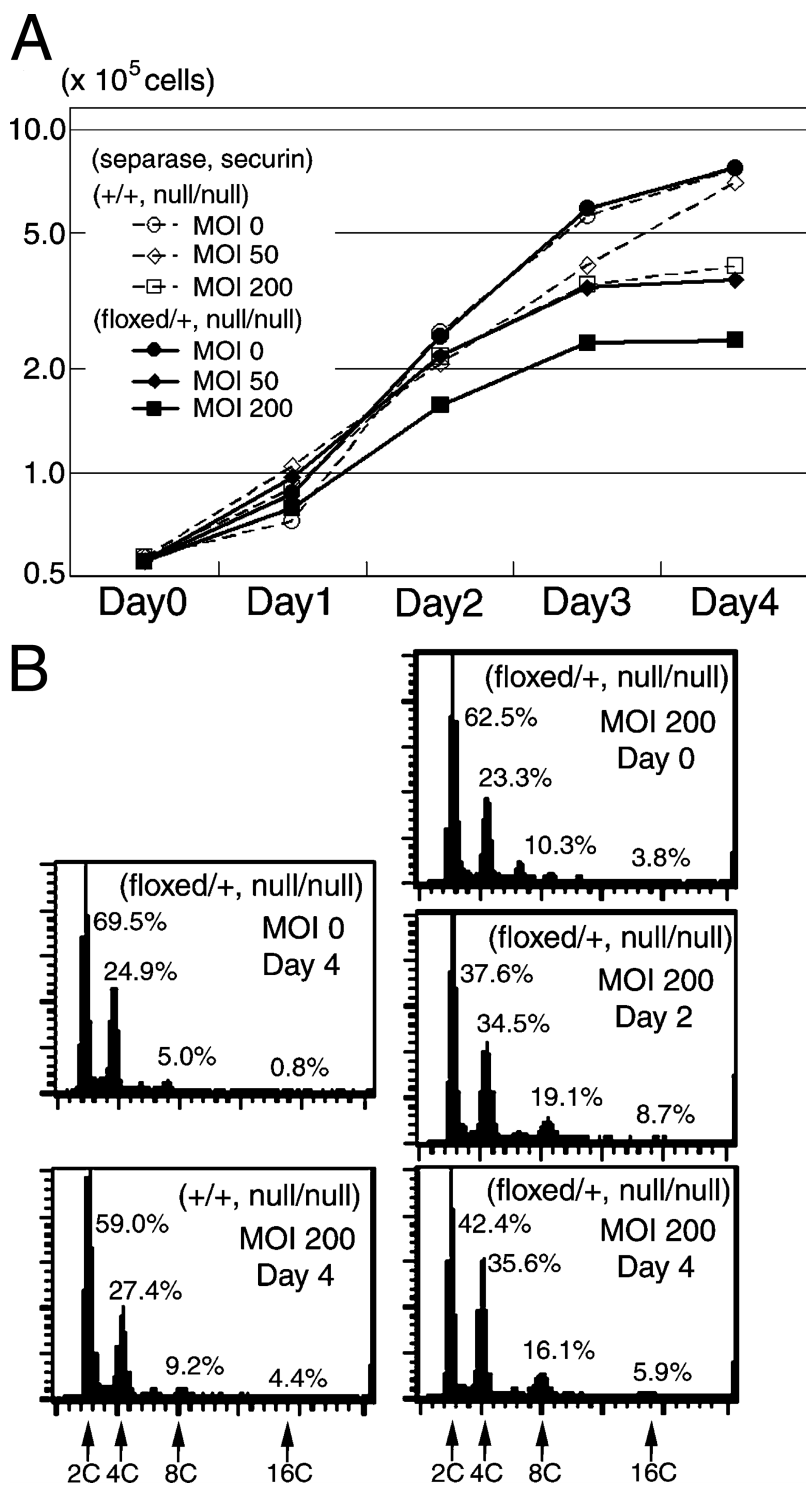 A
(x 10⁵ cells)
10.0
5.0
2.0
1.0
0.5
(separase, securin)
(+/+, null/null)
MOI 0
MOI 50
MOI 200
(floxed/+, null/null)
MOI 0
MOI 50
MOI 200
Day0 Day1 Day2 Day3 Day4
B
(floxed/+, null/null)
MOI 200
Day 0
62.5%
23.3%
10.3%
3.8%
(floxed/+, null/null)
MOI 0
Day 4
69.5%
24.9%
5.0%
0.8%
(floxed/+, null/null)
MOI 200
Day 2
37.6%
34.5%
19.1%
8.7%
(+/+, null/null)
MOI 200
Day 4
59.0%
27.4%
9.2%
4.4%
(floxed/+, null/null)
MOI 200
Day 4
42.4%
35.6%
16.1%
5.9%
2C 4C 8C 16C
2C 4C 8C 16C